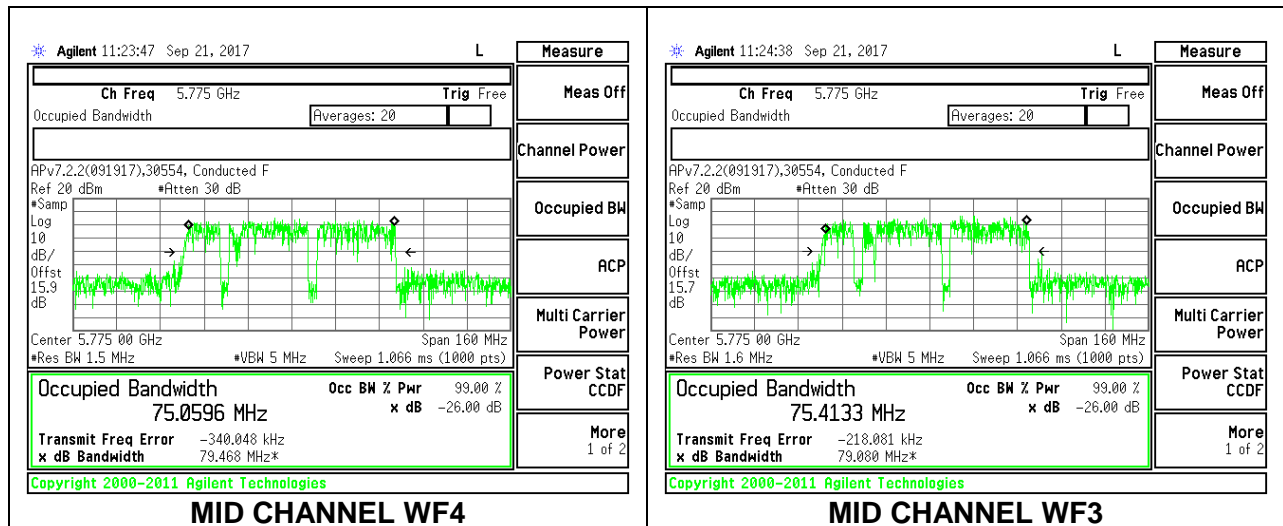 Agilent 11:23:47 Sep 21, 2017 L
Measure
Ch Freq 5.775 GHz Trig Free
Occupied Bandwidth Averages: 20
APv7.2.2(091917),30554, Conducted F
Ref 20 dBm #Atten 30 dB
#Samp
Log
10
dB/
Offst
15.9
dB
Center 5.775 00 GHz Span 160 MHz
#Res BW 1.5 MHz #VBW 5 MHz Sweep 1.066 ms (1000 pts)
Occupied Bandwidth Occ BW % Pwr 99.00 %
75.0596 MHz x dB -26.00 dB
Transmit Freq Error -340.048 kHz
x dB Bandwidth 79.468 MHz*
Copyright 2000-2011 Agilent Technologies
Meas Off
Channel Power
Occupied BW
ACP
Multi Carrier
Power
Power Stat
CCDF
More
1 of 2
MID CHANNEL WF4
Agilent 11:24:38 Sep 21, 2017 L
Measure
Ch Freq 5.775 GHz Trig Free
Occupied Bandwidth Averages: 20
APv7.2.2(091917),30554, Conducted F
Ref 20 dBm #Atten 30 dB
#Samp
Log
10
dB/
Offst
15.7
dB
Center 5.775 00 GHz Span 160 MHz
#Res BW 1.6 MHz #VBW 5 MHz Sweep 1.066 ms (1000 pts)
Occupied Bandwidth Occ BW % Pwr 99.00 %
75.4133 MHz x dB -26.00 dB
Transmit Freq Error -218.081 kHz
x dB Bandwidth 79.080 MHz*
Copyright 2000-2011 Agilent Technologies
Meas Off
Channel Power
Occupied BW
ACP
Multi Carrier
Power
Power Stat
CCDF
More
1 of 2
MID CHANNEL WF3